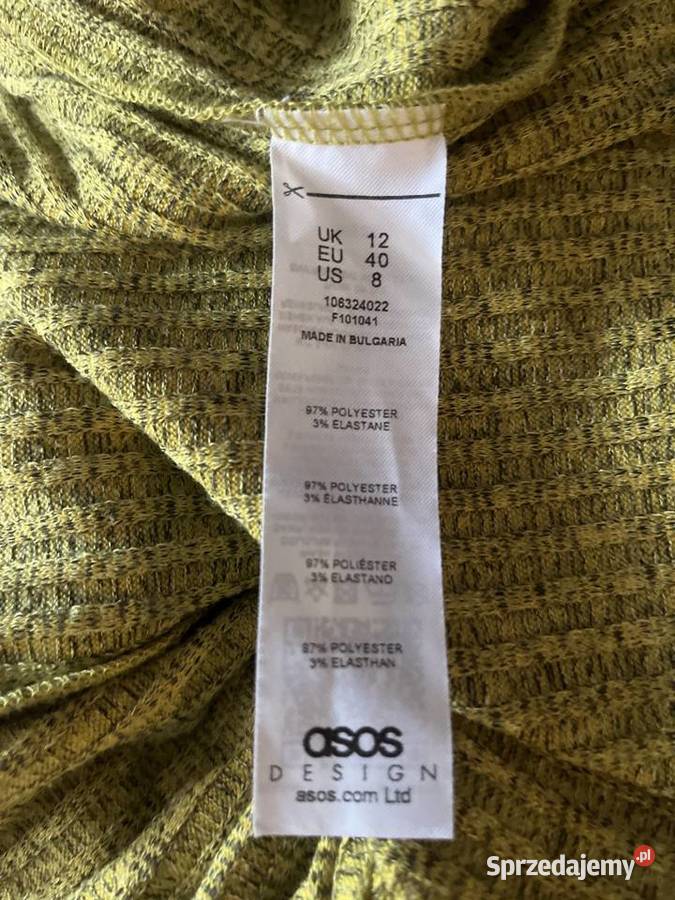 UK 12
EU 40
US 8
106324022
F101041
MADE IN BULGARIA
97% POLYESTER
3% ELASTANE
97% POLYESTER
3% ELASTHANNE
97% POLIÉSTER
3% ELASTANO
97% POLYESTER
3% ELASTHAN
asos
DESIGN
asos.com Ltd
Sprzedajemy.pl